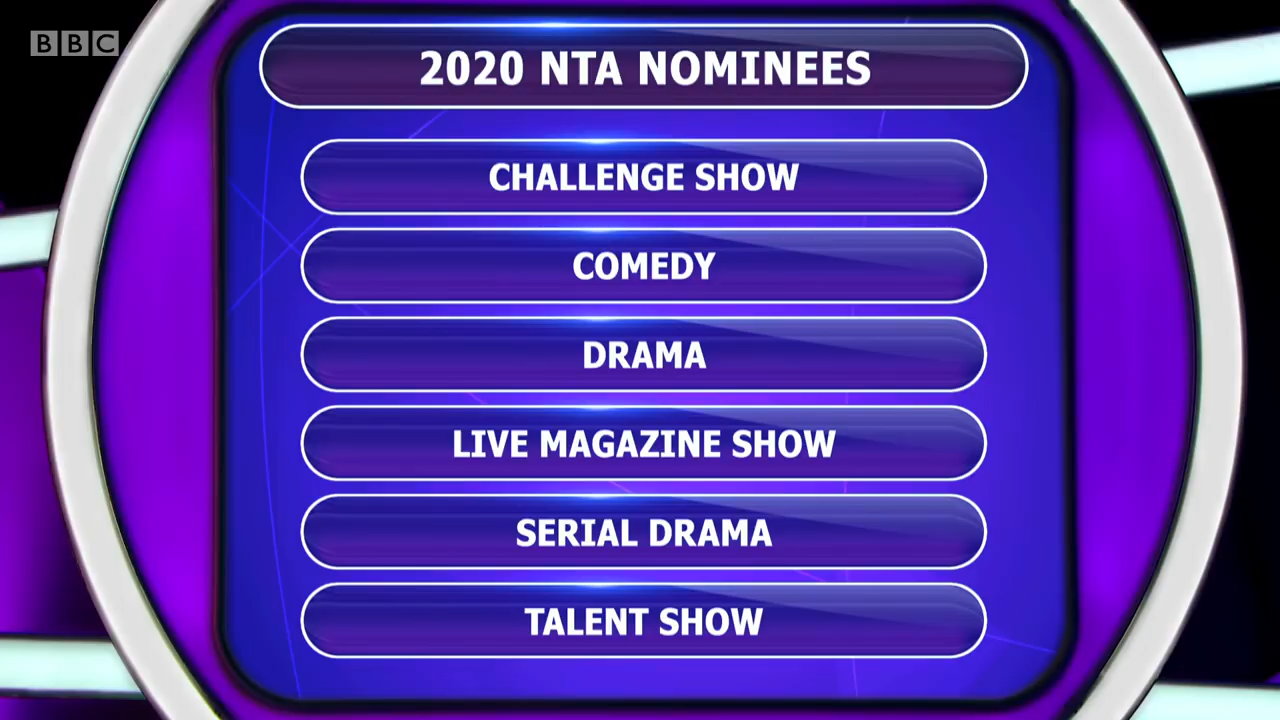 BBC
2020 NTA NOMINEES
CHALLENGE SHOW
COMEDY
DRAMA
LIVE MAGAZINE SHOW
SERIAL DRAMA
TALENT SHOW